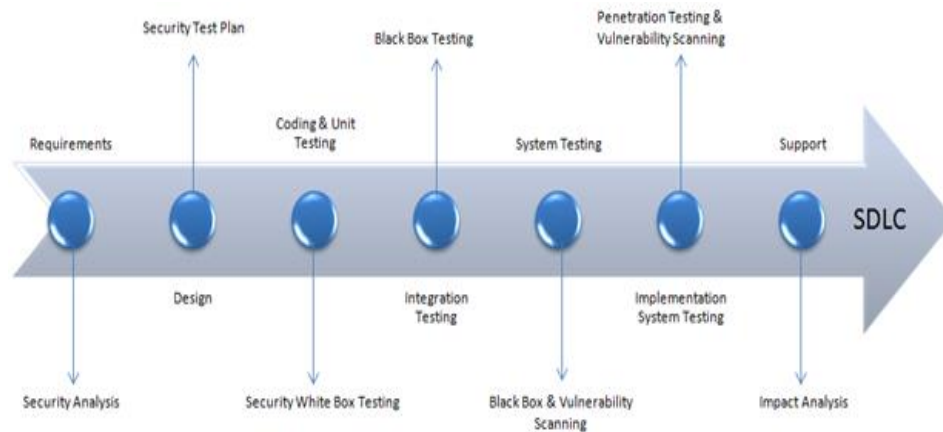 Security Test Plan
Black Box Testing
Penetration Testing &
Vulnerability Scanning
Requirements
Coding & Unit
Testing
System Testing
Support
SDLC
Design
Integration
Testing
Implementation
System Testing
Security Analysis
Security White Box Testing
Black Box & Vulnerability
Scanning
Impact Analysis